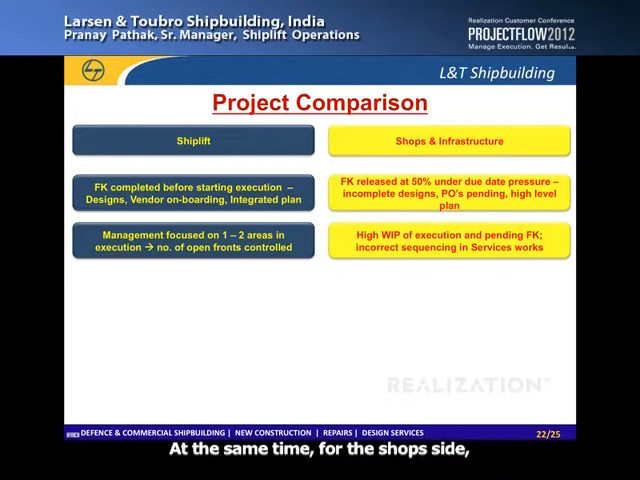 Larsen & Toubro Shipbuilding, India
Pranay Pathak, Sr. Manager, Shiplift Operations
Realization Customer Conference
PROJECTFLOW2012
Manage Execution. Get Results.
L&T Shipbuilding
Project Comparison
Shiplift
Shops & Infrastructure
FK completed before starting execution –
Designs, Vendor on-boarding, Integrated plan
FK released at 50% under due date pressure –
incomplete designs, PO's pending, high level
plan
Management focused on 1 – 2 areas in
execution → no. of open fronts controlled
High WIP of execution and pending FK;
incorrect sequencing in Services works
REALIZATION
DEFENCE & COMMERCIAL SHIPBUILDING | NEW CONSTRUCTION | REPAIRS | DESIGN SERVICES
22/25
At the same time, for the shops side,